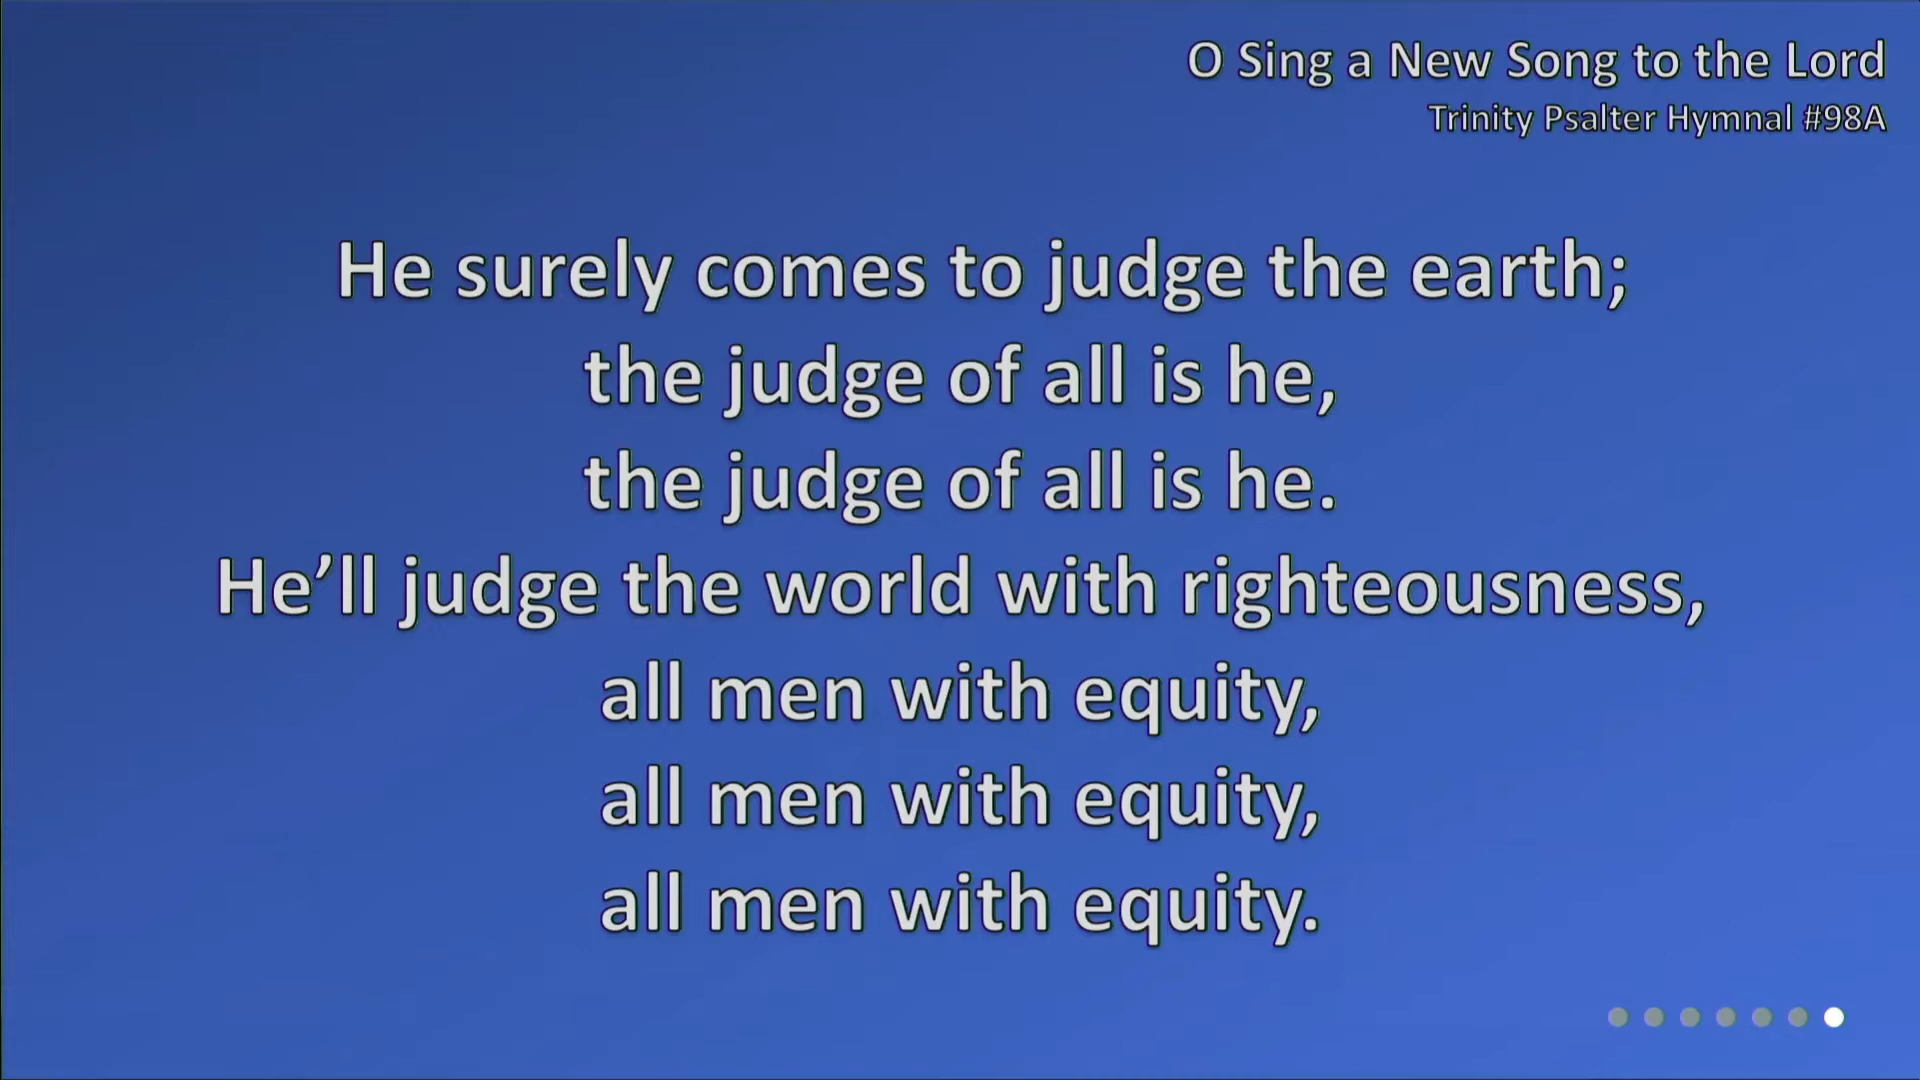 O Sing a New Song to the Lord
Trinity Psalter Hymnal #98A
He surely comes to judge the earth;
the judge of all is he,
the judge of all is he.
He’ll judge the world with righteousness,
all men with equity,
all men with equity,
all men with equity.